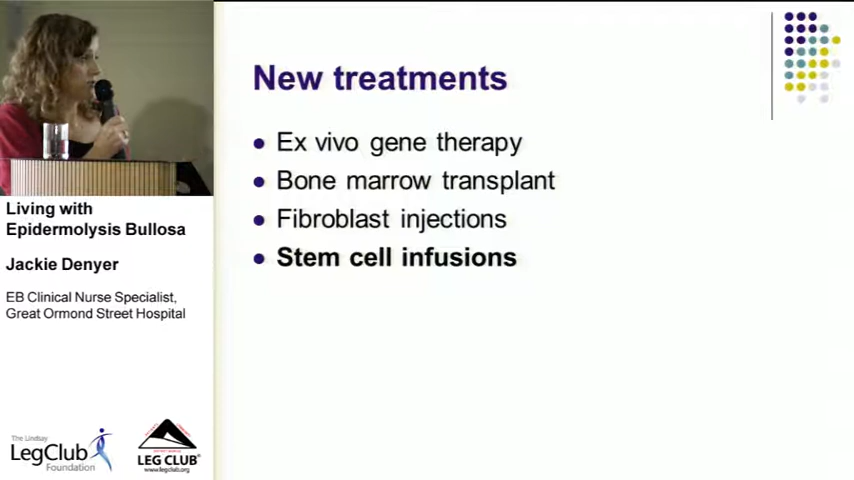 New treatments
Ex vivo gene therapy
Bone marrow transplant
Fibroblast injections
Stem cell infusions
Living with
Epidermolysis Bullosa
Jackie Denyer
EB Clinical Nurse Specialist,
Great Ormond Street Hospital
The Lindsay
LegClub
Foundation
LEG CLUB®
www.legclub.org